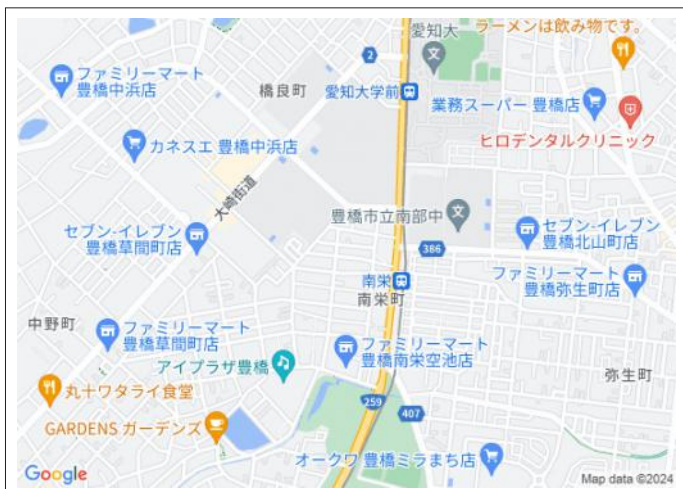 愛知大
ラーメンは飲み物です。
2
ファミリーマート
豊橋中浜店
橋良町
愛知大学前
業務スーパー 豊橋店
カネスエ 豊橋中浜店
ヒロデンタルクリニック
大崎街道
豊橋市立南部中
セブン-イレブン
豊橋草間町店
セブン-イレブン
豊橋北山町店
386
南栄
南栄町
ファミリーマート
豊橋弥生町店
中野町
ファミリーマート
豊橋草間町店
ファミリーマート
豊橋南栄空池店
アイプラザ豊橋
弥生町
丸十ワタライ食堂
259
407
GARDENS ガーデンズ
オークワ 豊橋ミラまち店
Google
Map data ©2024